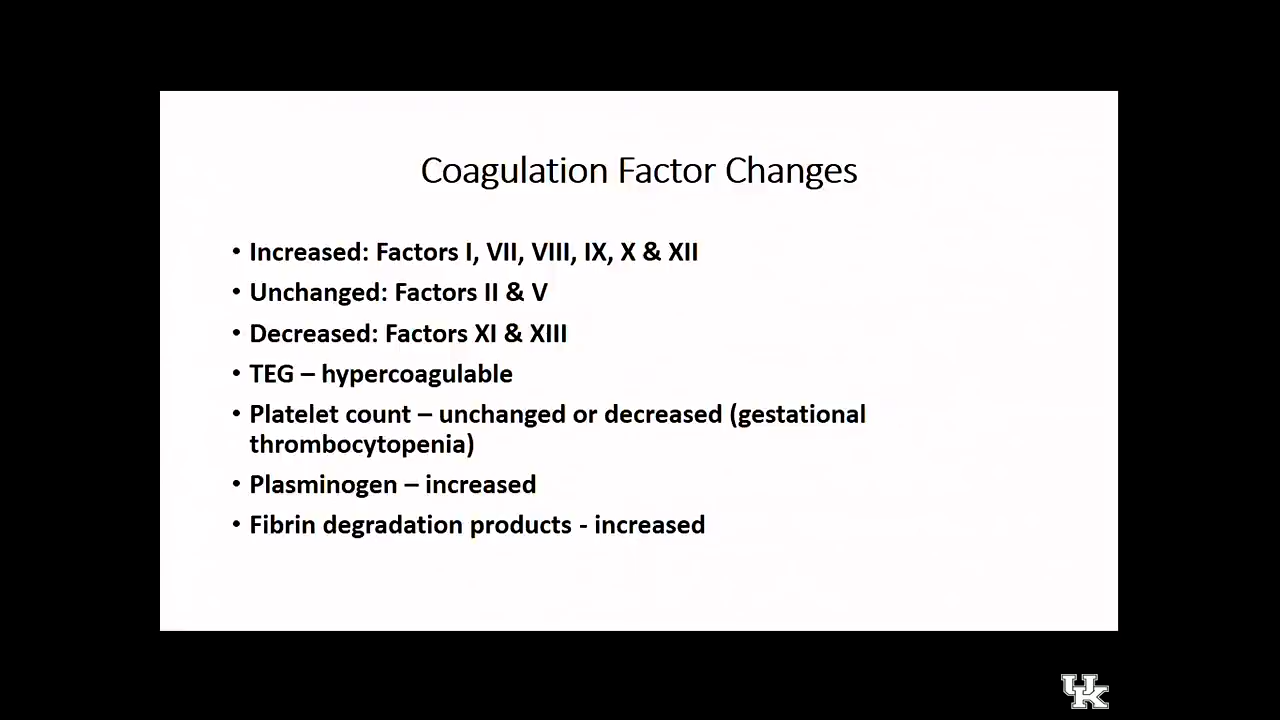 Coagulation Factor Changes
• Increased: Factors I, VII, VIII, IX, X & XII
• Unchanged: Factors II & V
• Decreased: Factors XI & XIII
• TEG – hypercoagulable
• Platelet count – unchanged or decreased (gestational
thrombocytopenia)
• Plasminogen – increased
• Fibrin degradation products - increased
UK